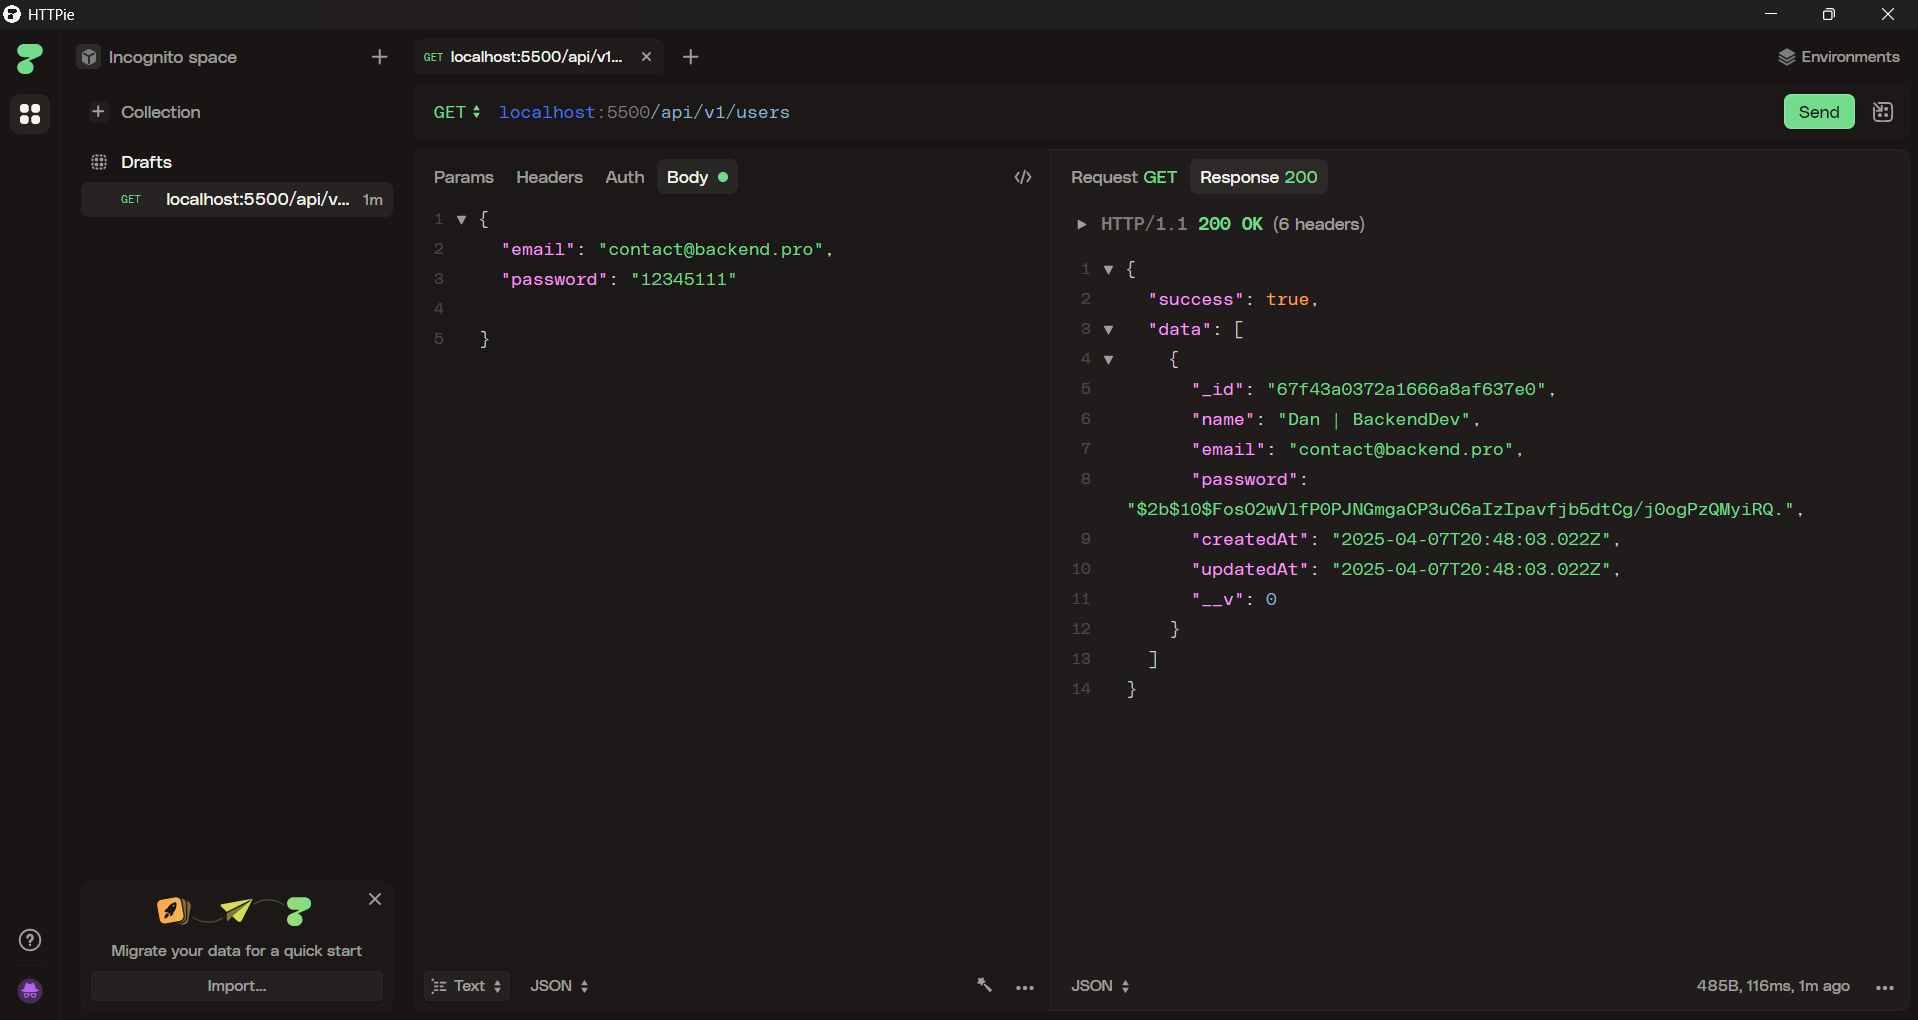 HTTPie
Incognito space
GET localhost:5500/api/v1...
Environments
Collection
GET localhost:5500/api/v1/users
Send
Drafts
GET localhost:5500/api/v... 1m
Params Headers Auth Body
1 {
2 "email": "contact@backend.pro",
3 "password": "12345111"
4
5 }
Request GET Response 200
HTTP/1.1 200 OK (6 headers)
1 {
2 "success": true,
3 "data": [
4 {
5 "_id": "67f43a0372a1666a8af637e0",
6 "name": "Dan | BackendDev",
7 "email": "contact@backend.pro",
8 "password":
"$2b$10$FosO2wVlfP0PJNGmgaCP3uC6aIzIpavfjb5dtCg/j0ogPzQMyiRQ.",
9 "createdAt": "2025-04-07T20:48:03.022Z",
10 "updatedAt": "2025-04-07T20:48:03.022Z",
11 "__v": 0
12 }
13 ]
14 }
Migrate your data for a quick start
Import...
Text JSON
JSON
485B, 116ms, 1m ago